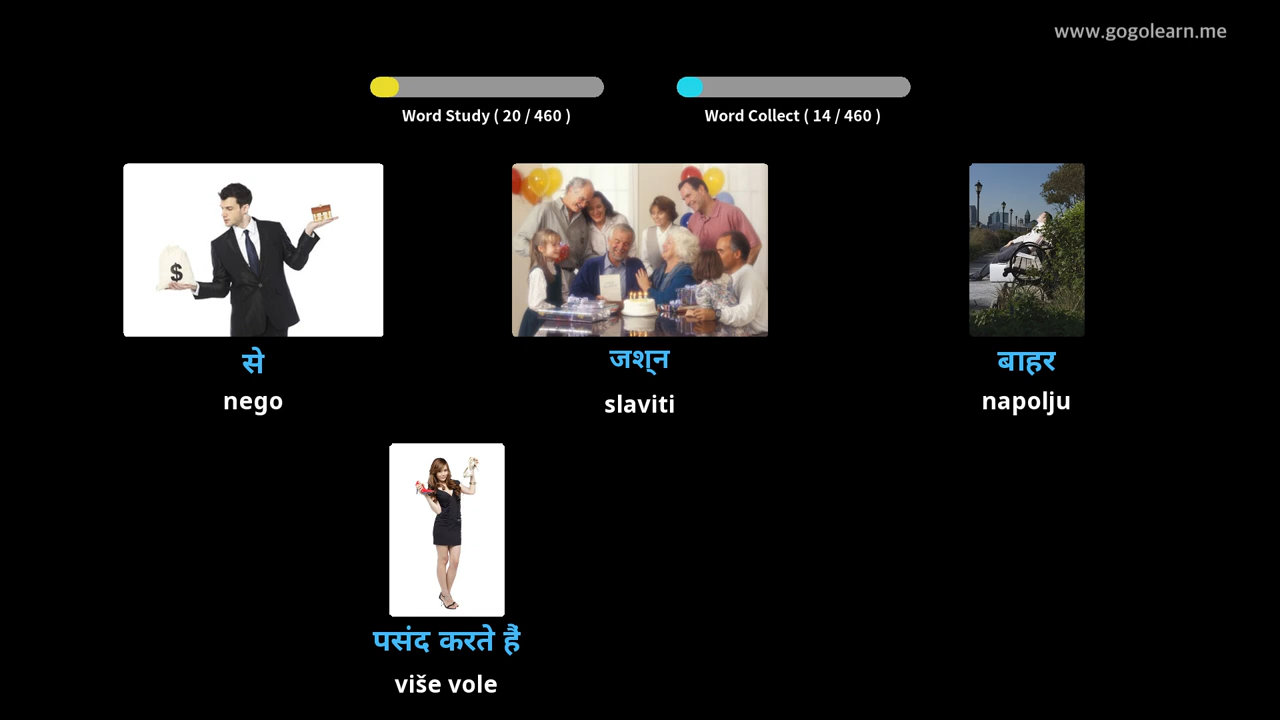 www.gogolearn.me
Word Study ( 20 / 460 )
Word Collect ( 14 / 460 )
$
से
जश्न
बाहर
nego
slaviti
napolju
पसंद करते हैं
više vole